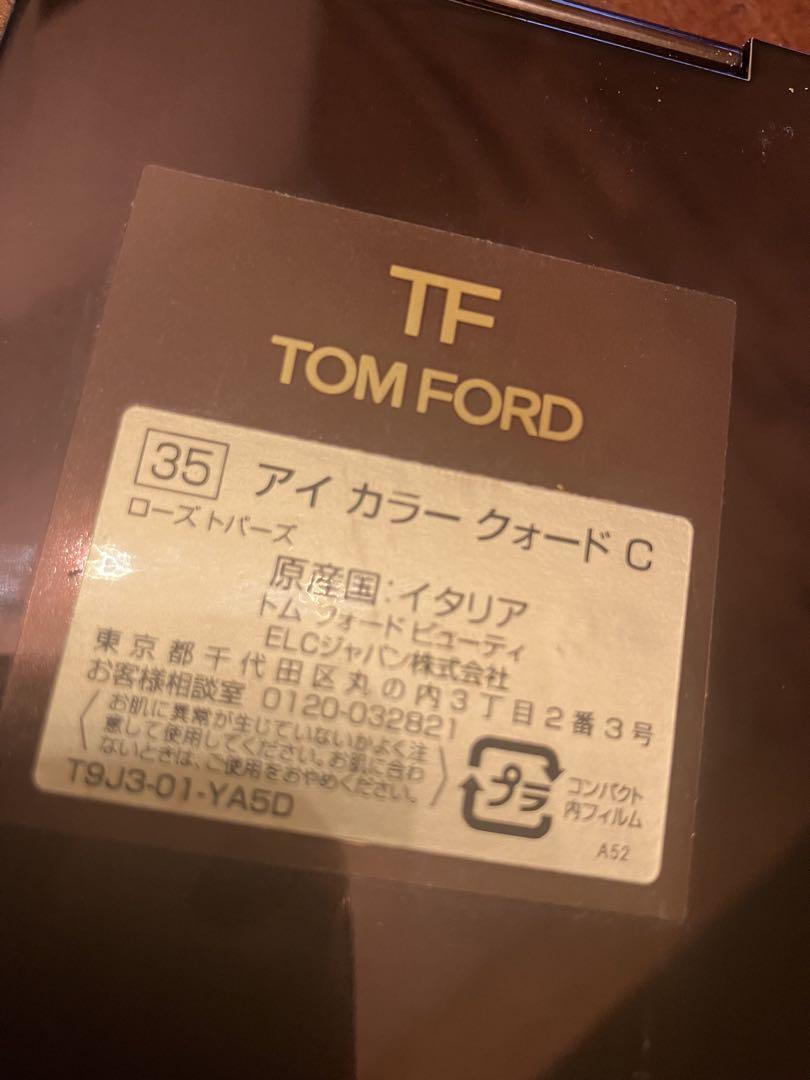 TF
TOM FORD
35 アイ カラー クォード C
ローズ トパーズ
原産国:イタリア
トム フォード ビューティ
ELCジャパン株式会社
東京都千代田区丸の内3丁目2番3号
お客様相談室 0120-032821
お肌に異常が生じていないかよく注
意して使用してください。お肌に合わ
ないときは、ご使用をおやめください。
T9J3-01-YA5D
プラ
コンパクト
内フィルム
A52